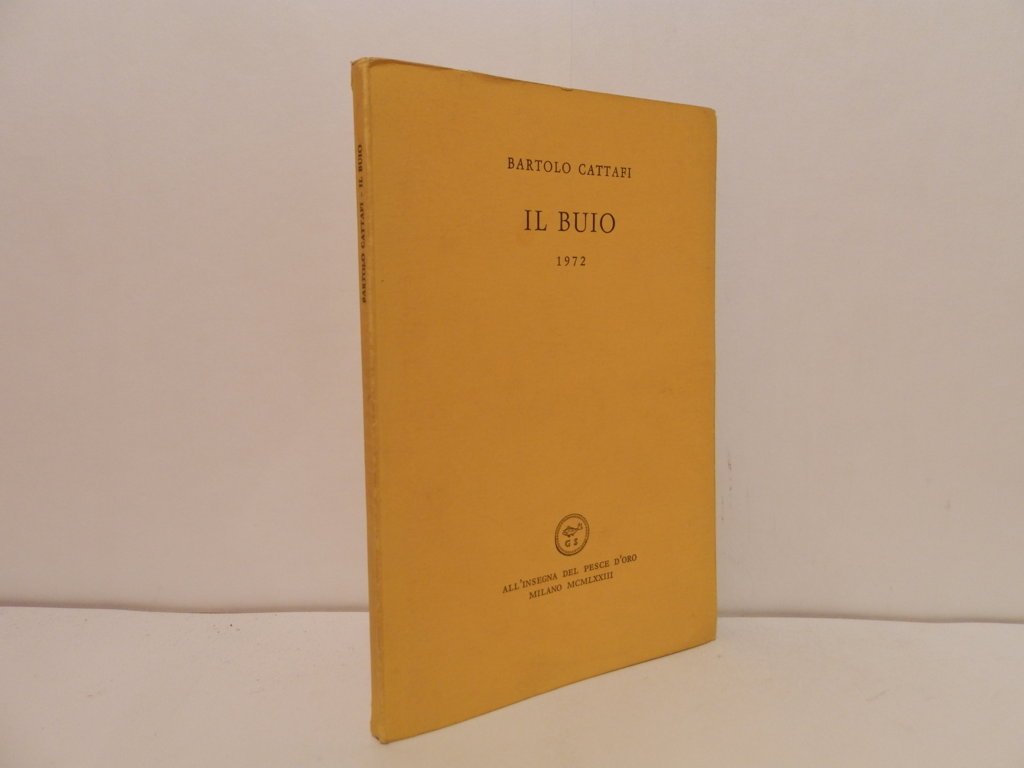 BARTOLO CATTAFI - IL BUIO
BARTOLO CATTAFI
IL BUIO
1972
G S
ALL'INSEGNA DEL PESCE D'ORO
MILANO MCMLXXIII